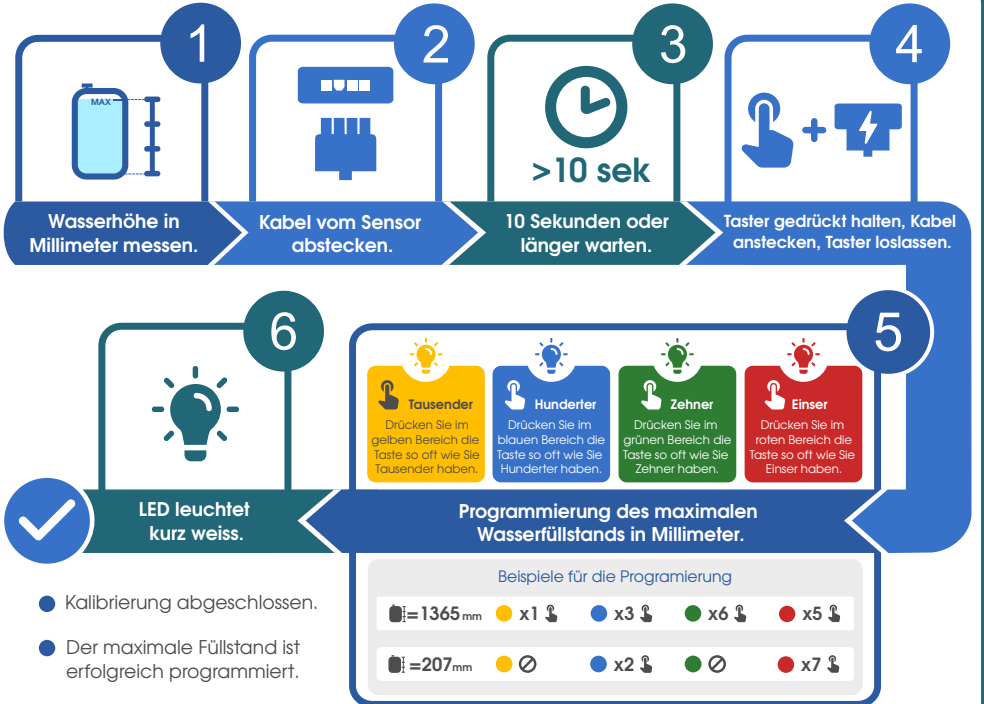 1
MAX
Wasserhöhe in
Millimeter messen.
2
Kabel vom Sensor
abstecken.
3
>10 sek
10 Sekunden oder
länger warten.
4
Taster gedrückt halten, Kabel
anstecken, Taster loslassen.
5
Tausender
Drücken Sie im
gelben Bereich die
Taste so oft wie Sie
Tausender haben.
Hunderter
Drücken Sie im
blauen Bereich die
Taste so oft wie Sie
Hunderter haben.
Zehner
Drücken Sie im
grünen Bereich die
Taste so oft wie Sie
Zehner haben.
Einser
Drücken Sie im
roten Bereich die
Taste so oft wie Sie
Einser haben.
Programmierung des maximalen
Wasserfüllstands in Millimeter.
Beispiele für die Programierung
=1365 mm x1 x3 x6 x5
=207mm x2 x7
6
LED leuchtet
kurz weiss.
Kalibrierung abgeschlossen.
Der maximale Füllstand ist
erfolgreich programmiert.